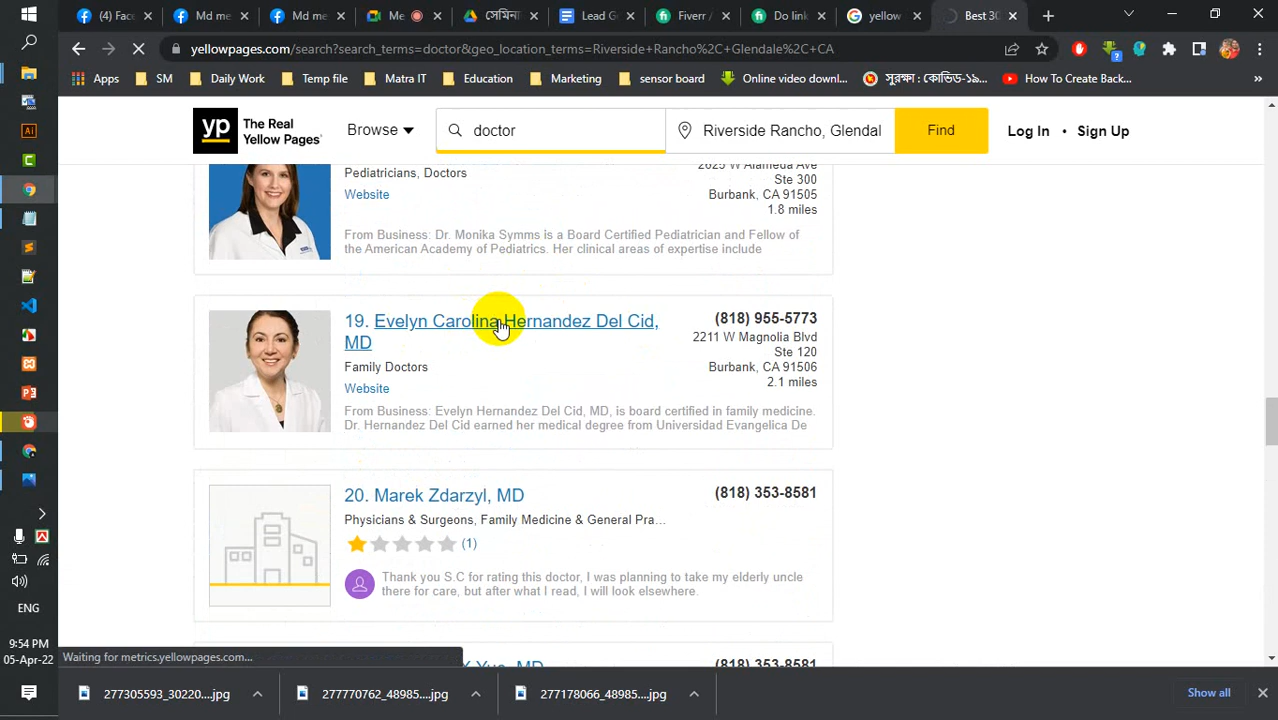 (4) Face
Md me
Md me
Me
সেমিনা
Lead G
Fiverr /
Do link
yellow
Best 30
yellowpages.com/search?search_terms=doctor&geo_location_terms=Riverside+Rancho%2C+Glendale%2C+CA
Apps
SM
Daily Work
Temp file
Matra IT
Education
Marketing
sensor board
Online video downl...
সুরক্ষা : কোভিড-১৯...
How To Create Back...
yp
The Real
Yellow Pages
Browse
doctor
Riverside Rancho, Glendal
Find
Log In
Sign Up
Pediatricians, Doctors
Website
2625 W Alameda Ave
Ste 300
Burbank, CA 91505
1.8 miles
From Business: Dr. Monika Symms is a Board Certified Pediatrician and Fellow of
the American Academy of Pediatrics. Her clinical areas of expertise include
19. Evelyn Carolina Hernandez Del Cid,
MD
Family Doctors
Website
(818) 955-5773
2211 W Magnolia Blvd
Ste 120
Burbank, CA 91506
2.1 miles
From Business: Evelyn Hernandez Del Cid, MD, is board certified in family medicine.
Dr. Hernandez Del Cid earned her medical degree from Universidad Evangelica De
20. Marek Zdarzyl, MD
(818) 353-8581
Physicians & Surgeons, Family Medicine & General Pra...
(1)
Thank you S.C for rating this doctor, I was planning to take my elderly uncle
there for care, but after what I read, I will look elsewhere.
Yue, MD
(818) 353-8581
Waiting for metrics.yellowpages.com...
277305593_30220....jpg
277770762_48985....jpg
277178066_48985....jpg
Show all
ENG
9:54 PM
05-Apr-22